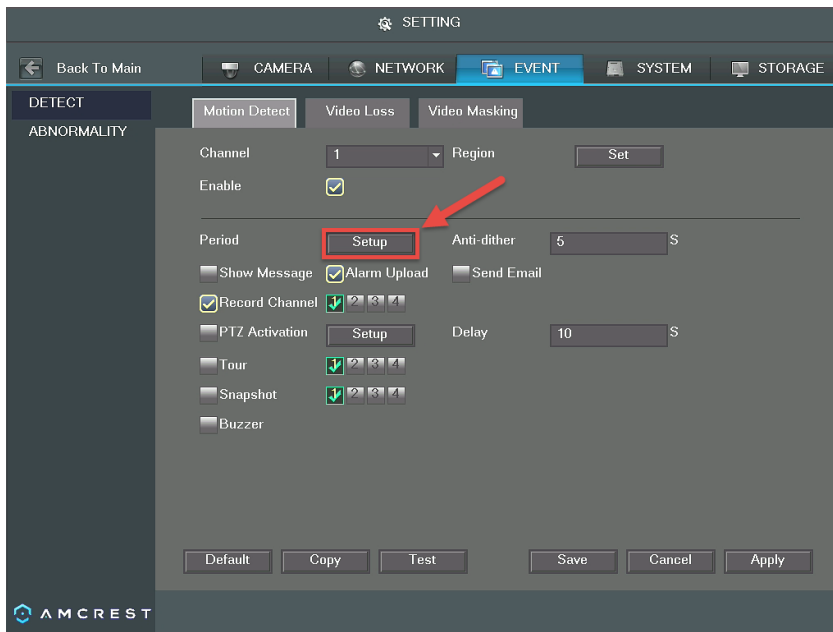 SETTING
Back To Main CAMERA NETWORK EVENT SYSTEM STORAGE
DETECT
ABNORMALITY
Motion Detect Video Loss Video Masking
Channel 1 Region Set
Enable
Period Setup Anti-dither 5 S
Show Message Alarm Upload Send Email
Record Channel 1 2 3 4
PTZ Activation Setup Delay 10 S
Tour 1 2 3 4
Snapshot 1 2 3 4
Buzzer
Default Copy Test Save Cancel Apply
AMCREST